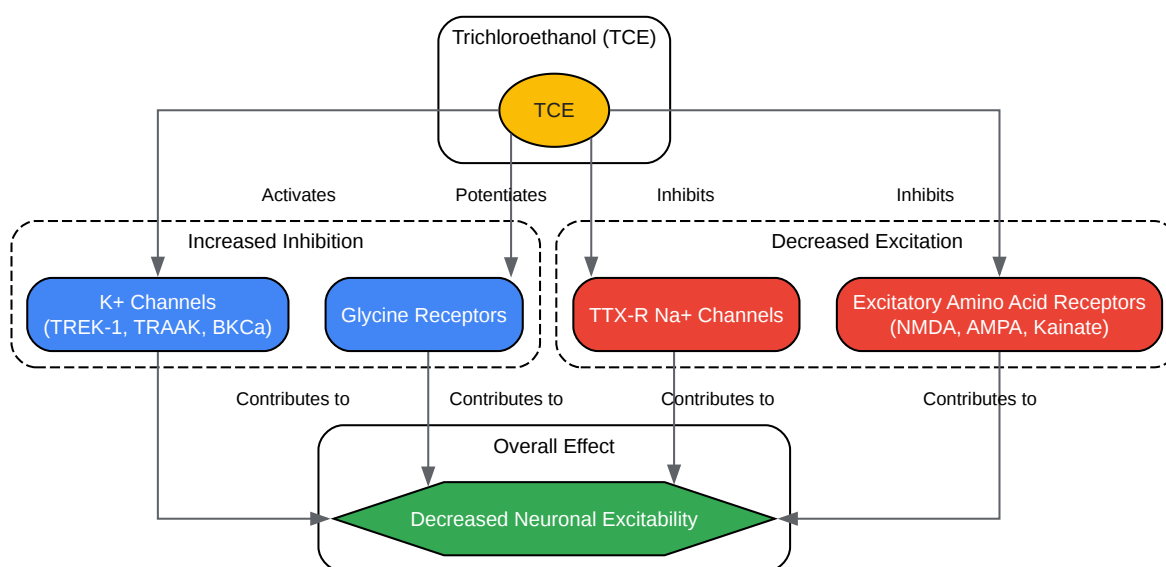 Trichloroethanol (TCE)
TCE
Activates
Potentiates
Inhibits
Inhibits
Increased Inhibition
Decreased Excitation
K+ Channels
(TREK-1, TRAAK, BKCa)
Glycine Receptors
TTX-R Na+ Channels
Excitatory Amino Acid Receptors
(NMDA, AMPA, Kainate)
Contributes to
Contributes to
Contributes to
Contributes to
Overall Effect
Decreased Neuronal Excitability